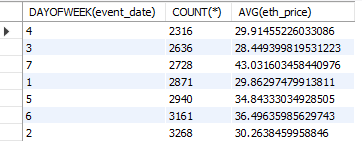 DAYOFWEEK(event_date) COUNT(*) AVG(eth_price)
4 2316 29.91455226033086
3 2636 28.449399819531223
7 2728 43.031603458440976
1 2871 29.86297479913811
5 2940 34.84333034928505
6 3161 36.49635985629743
2 3268 30.2638459958846